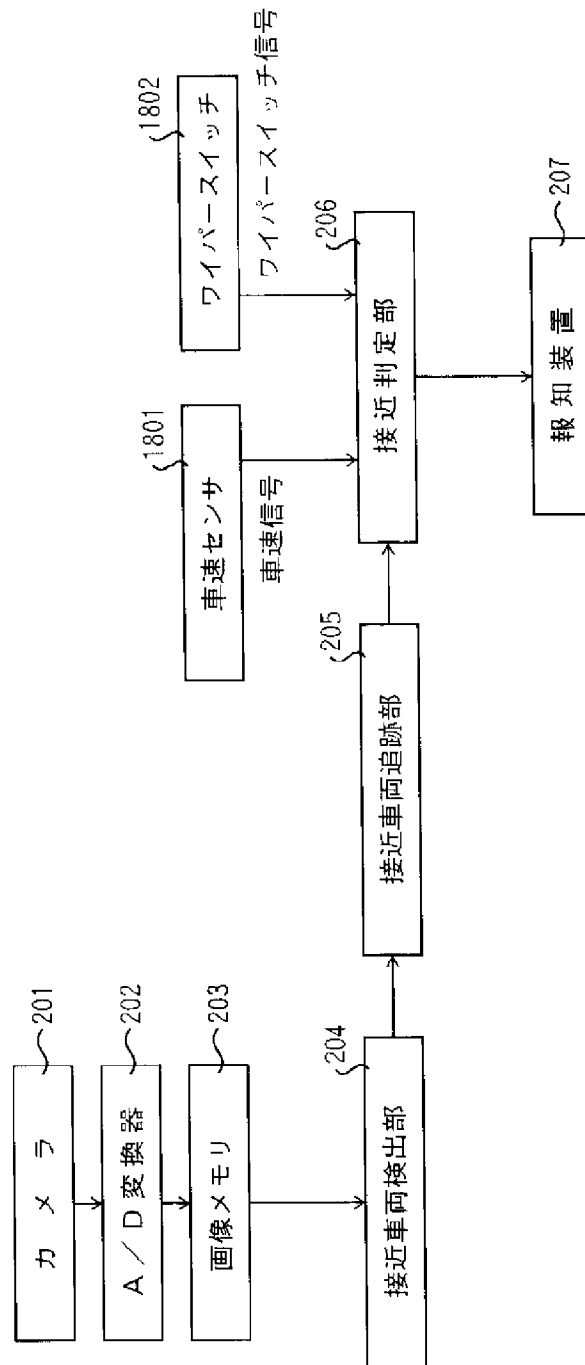 カメラ
201
A/D変換器
202
画像メモリ
203
接近車両検出部
204
接近車両追跡部
205
車速センサ
1801
車速信号
ワイパースイッチ
1802
ワイパースイッチ信号
接近判定部
206
報知装置
207